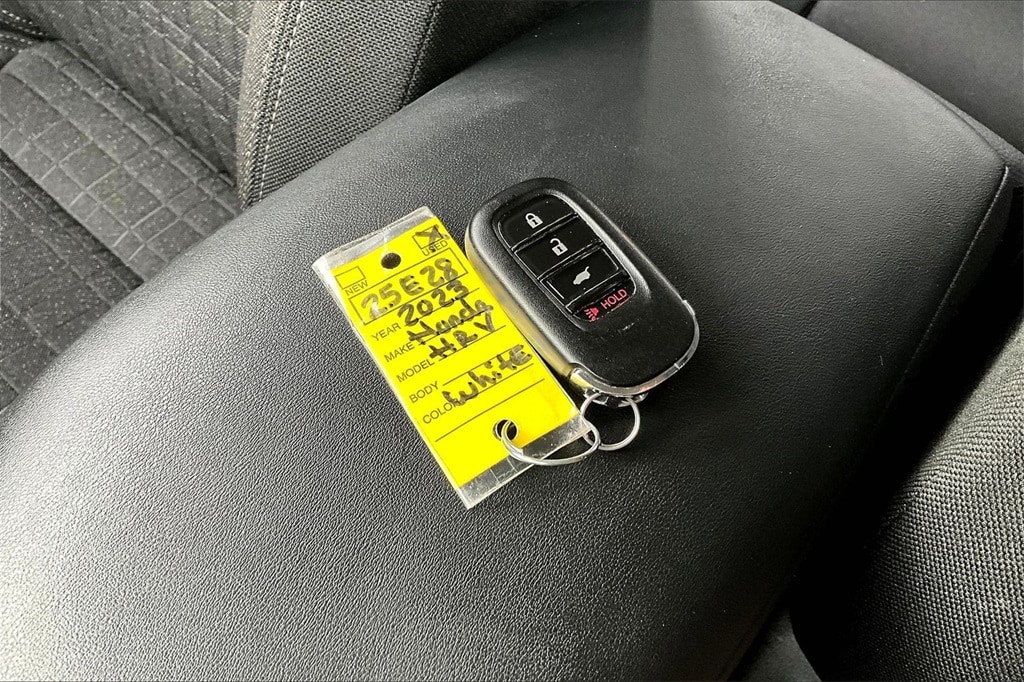 NEW USED
25E28
YEAR 2023
MAKE Honda
MODEL HRV
BODY
COLOR White
HOLD